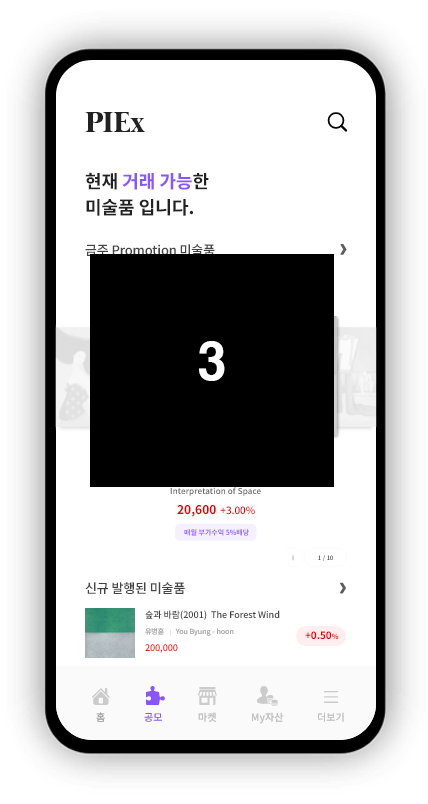 PIEx
현재 거래 가능한
미술품 입니다.
금주 Promotion 미술품
3
Interpretation of Space
20,600 +3.00%
매월 부가수익 5%배당
1 / 10
신규 발행된 미술품
숲과 바람(2001) The Forest Wind
유병훈 | You Byung - hoon
+0.50%
200,000
홈 공모 마켓 My자산 더보기